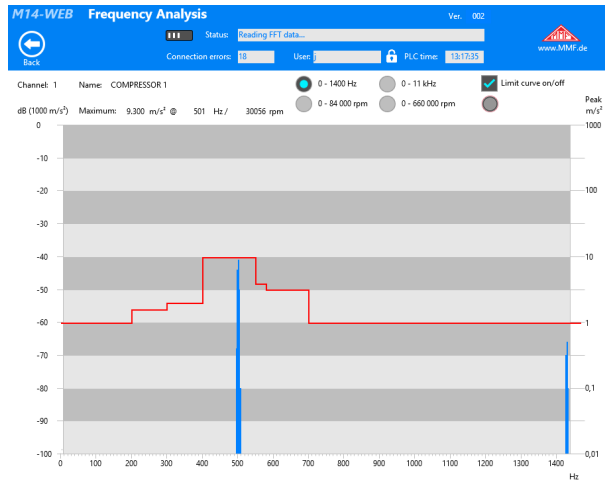 M14-WEB Frequency Analysis Ver. 002
Status: Reading FFT data...
MMF
www.MMF.de
Back
Connection errors: 18 User: j PLC time: 13:17:35
Channel: 1 Name: COMPRESSOR 1 0 - 1400 Hz 0 - 11 kHz Limit curve on/off
dB (1000 m/s²) Maximum: 9.300 m/s² @ 501 Hz / 30056 rpm 0 - 84 000 rpm 0 - 660 000 rpm Peak
m/s²
0 1000
-10
-20 100
-30
-40 10
-50
-60 1
-70
-80 0,1
-90
-100 0,01
0 100 200 300 400 500 600 700 800 900 1000 1100 1200 1300 1400
Hz